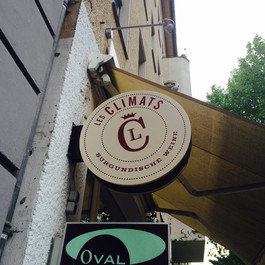 LES CLIMATS
CL
BURGUNDISCHE WEINE
OVAL